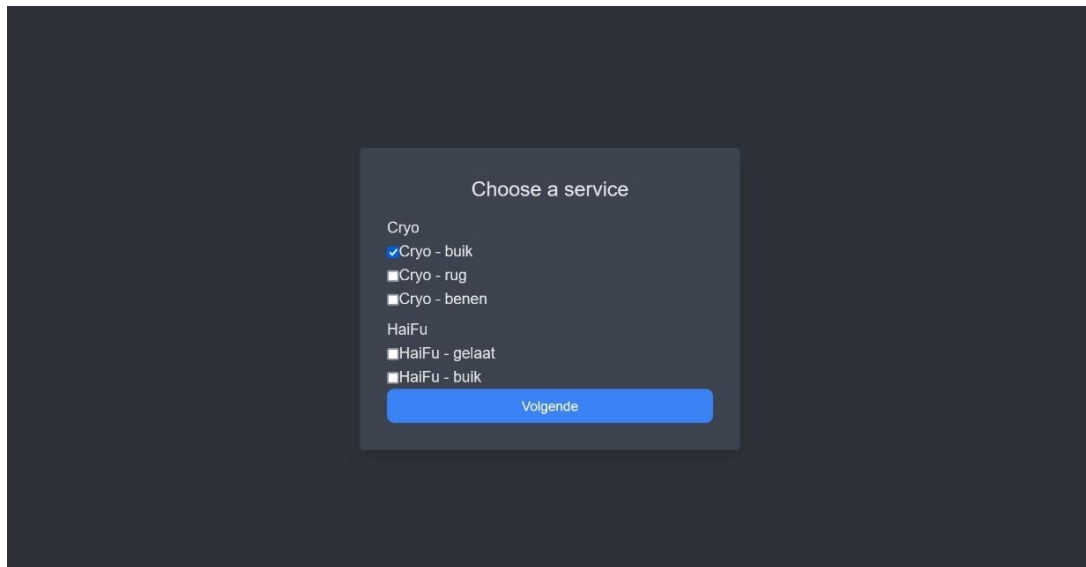 Choose a service
Cryo
Cryo - buik
Cryo - rug
Cryo - benen
HaiFu
HaiFu - gelaat
HaiFu - buik
Volgende